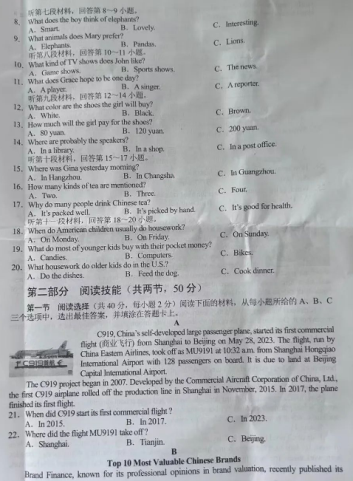 听第七段材料，回答第8～9小题。
8. What does the boy think of elephants?
A. Smart. B. Lovely. C. Interesting.
9. What animals does Mary prefer?
A. Elephants. B. Pandas. C. Lions.
听第八段材料，回答第10～11小题。
10. What kind of TV shows does John like?
A. Game shows. B. Sports shows. C. The news.
11. What does Grace hope to be one day?
A. A player. B. A singer. C. A reporter.
听第九段材料，回答第12～14小题。
12. What color are the shoes the girl will buy?
A. White. B. Black. C. Brown.
13. How much will the girl pay for the shoes?
A. 80 yuan. B. 120 yuan. C. 200 yuan.
14. Where are probably the speakers?
A. In a library. B. In a shop. C. In a post office.
听第十段材料，回答第15～17小题。
15. Where was Gina yesterday morning?
A. In Hangzhou. B. In Changsha. C. In Guangzhou.
16. How many kinds of tea are mentioned?
A. Two. B. Three. C. Four.
17. Why do many people drink Chinese tea?
A. It's packed well. B. It's picked by hand. C. It's good for health.
听第十一段材料，回答第18～20小题。
18. When do American children usually do housework?
A. On Monday. B. On Friday. C. On Sunday.
19. What do most of younger kids buy with their pocket money?
A. Candies. B. Computers. C. Bikes.
20. What housework do older kids do in the U.S.?
A. Do the dishes. B. Feed the dog. C. Cook dinner.
第二部分 阅读技能（共两节，50分）
第一节 阅读选择（共40分，每小题2分）阅读下面的材料，从每小题所给的A、B、C
三个选项中，选出最佳答案，并填涂在答题卡上。
A
C919, China's self-developed large passenger plane, started its first commercial
flight (商业飞行) from Shanghai to Beijing on May 28, 2023. The flight, run by
China Eastern Airlines, took off as MU9191 at 10:32 a.m. from Shanghai Hongqiao
International Airport with 128 passengers on board. It is due to land at Beijing
Capital International Airport.
The C919 project began in 2007. Developed by the Commercial Aircraft Corporation of China, Ltd.,
the first C919 airplane rolled off the production line in Shanghai in November, 2015. In 2017, the plane
finished its first flight.
21. When did C919 start its first commercial flight?
A. In 2015. B. In 2017. C. In 2023.
22. Where did the flight MU9191 take off?
A. Shanghai. B. Tianjin. C. Beijing.
B
Top 10 Most Valuable Chinese Brands
Brand Finance, known for its professional opinions in brand valuation, recently published its